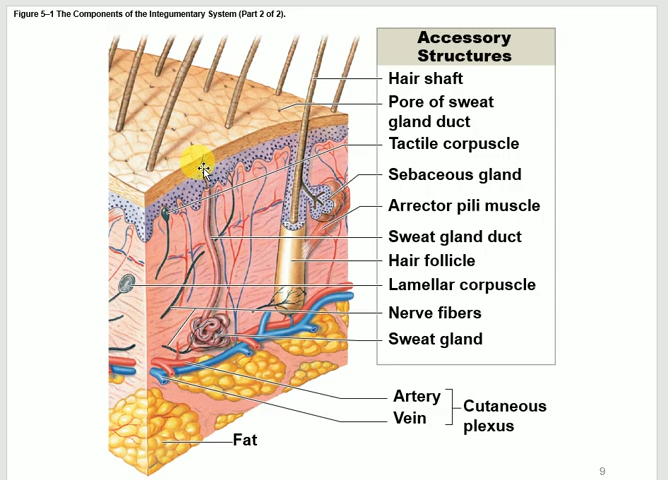 Figure 5–1 The Components of the Integumentary System (Part 2 of 2).
Accessory
Structures
Hair shaft
Pore of sweat
gland duct
Tactile corpuscle
Sebaceous gland
Arrector pili muscle
Sweat gland duct
Hair follicle
Lamellar corpuscle
Nerve fibers
Sweat gland
Artery
Vein
Cutaneous
plexus
Fat
9